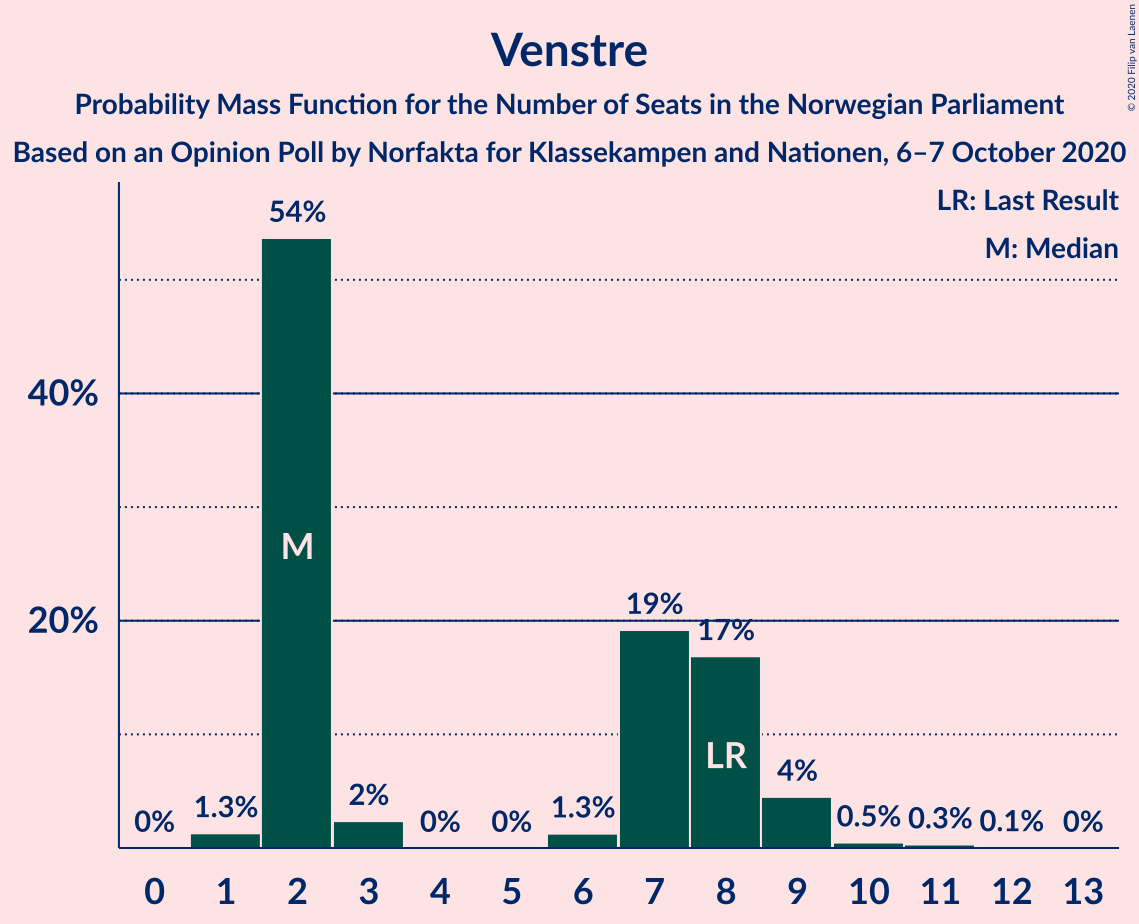 Venstre
Probability Mass Function for the Number of Seats in the Norwegian Parliament
Based on an Opinion Poll by Norfakta for Klassekampen and Nationen, 6–7 October 2020
© 2020 Filip van Laenen
LR: Last Result
M: Median
40%
20%
0%
1.3%
54%
M
2%
0%
0%
1.3%
19%
17%
LR
4%
0.5%
0.3%
0.1%
0%
0 1 2 3 4 5 6 7 8 9 10 11 12 13